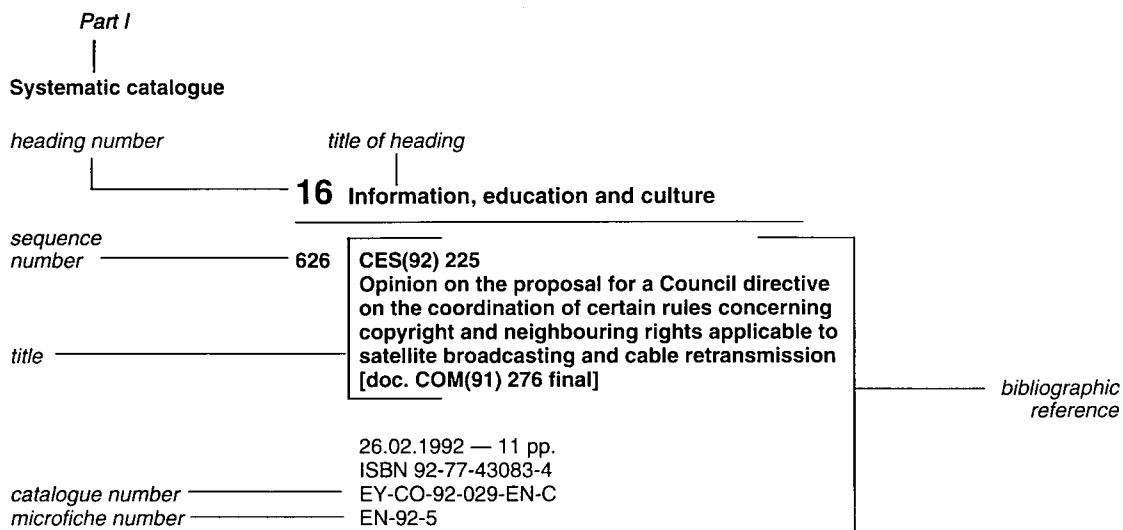 Part I
Systematic catalogue
heading number title of heading
16 Information, education and culture
sequence
number 626 CES(92) 225
Opinion on the proposal for a Council directive
on the coordination of certain rules concerning
copyright and neighbouring rights applicable to
title satellite broadcasting and cable retransmission
[doc. COM(91) 276 final]
bibliographic
reference
26.02.1992 — 11 pp.
ISBN 92-77-43083-4
catalogue number EY-CO-92-029-EN-C
microfiche number EN-92-5